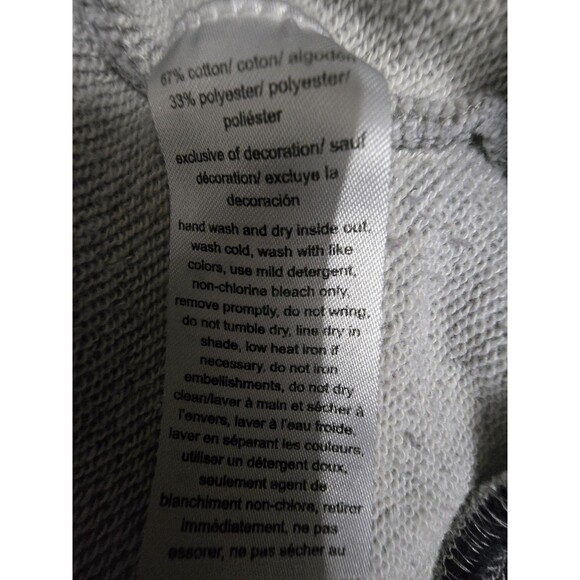 67% cotton/ coton/ algodón
33% polyester/ polyester/
poliéster
exclusive of decoration/ sauf
décoration/ excluye la
decoración
hand wash and dry inside out,
wash cold, wash with like
colors, use mild detergent,
non-chlorine bleach only,
remove promptly, do not wring,
do not tumble dry, line dry in
shade, low heat iron if
necessary, do not iron
embellishments, do not dry
clean/laver à main et sécher à
l'envers, laver à l'eau froide,
laver en séparant les couleurs,
utiliser un détergent doux,
seulement agent de
blanchiment non-chlore, retirer
immédiatement, ne pas
essorer, ne pas sécher au